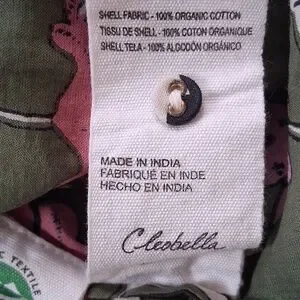 SHELL FABRIC - 100% ORGANIC COTTON
TISSU DE SHELL - 100% COTON ORGANIQUE
SHELL TELA - 100% ALGODÓN ORGÁNICO
MADE IN INDIA
FABRIQUÉ EN INDE
HECHO EN INDIA
Cleobella
TEXTILE